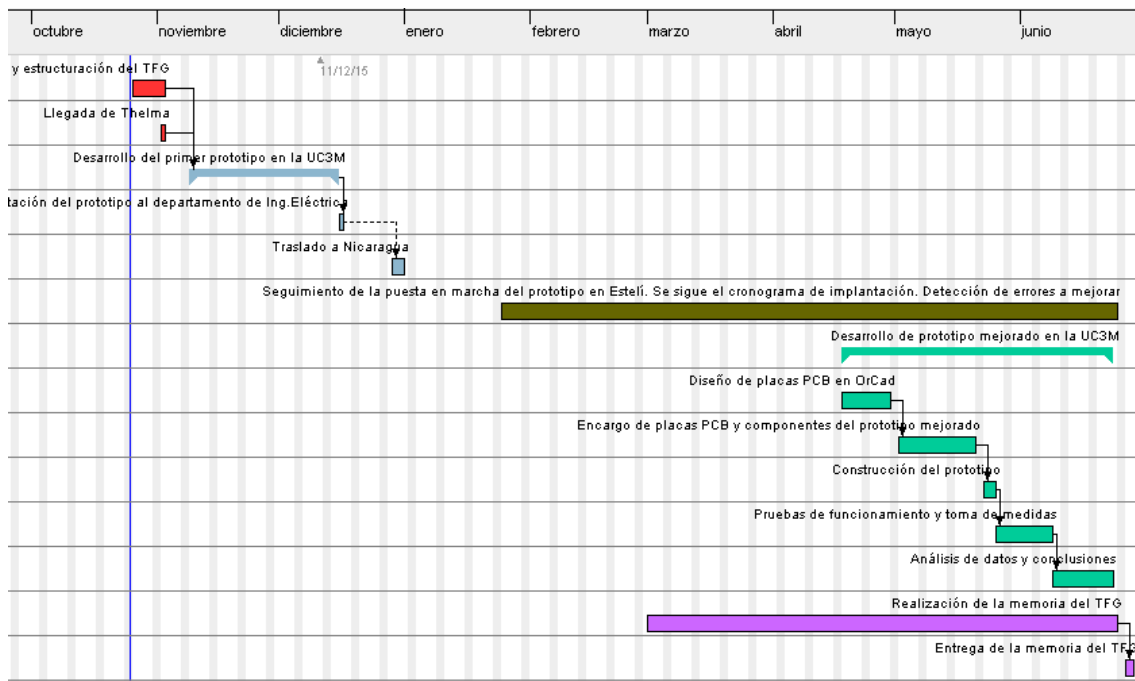 octubre noviembre diciembre enero febrero marzo abril mayo junio
y estructuración del TFG
11/12/15
Llegada de Thelma
Desarrollo del primer prototipo en la UC3M
tación del prototipo al departamento de Ing.Eléctrica
Traslado a Nicaragua
Seguimiento de la puesta en marcha del prototipo en Estelí. Se sigue el cronograma de implantación. Detección de errores a mejorar
Desarrollo de prototipo mejorado en la UC3M
Diseño de placas PCB en OrCad
Encargo de placas PCB y componentes del prototipo mejorado
Construcción del prototipo
Pruebas de funcionamiento y toma de medidas
Análisis de datos y conclusiones
Realización de la memoria del TFG
Entrega de la memoria del TFG